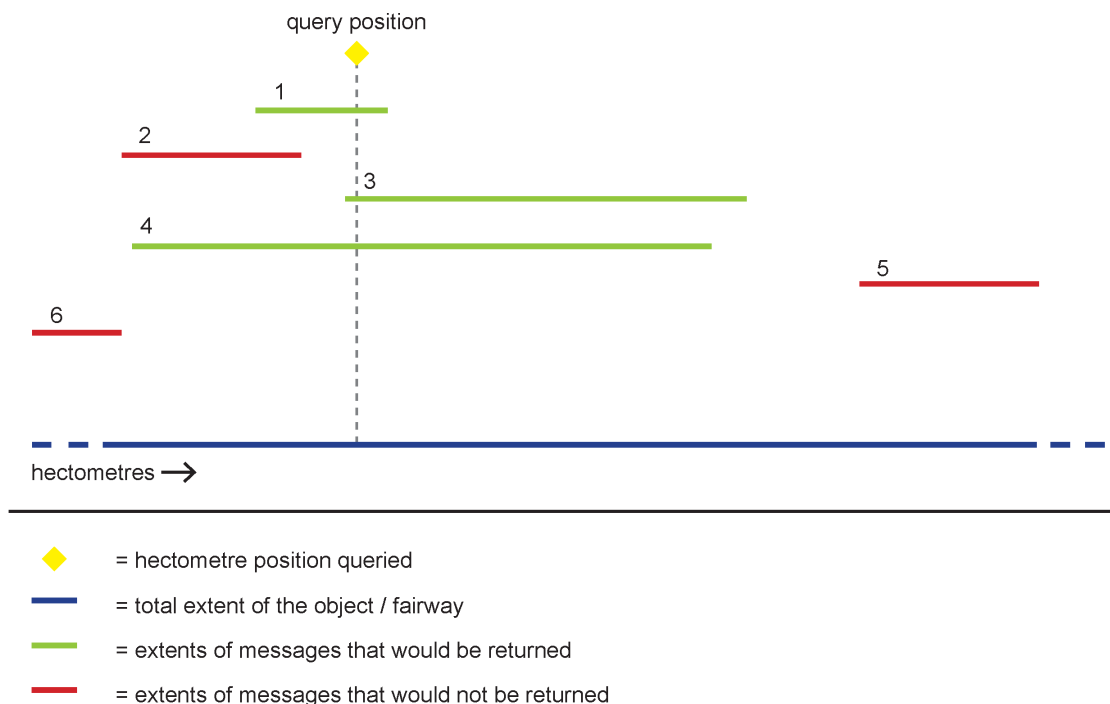 query position
1
2
3
4
5
6
hectometres
= hectometre position queried
= total extent of the object / fairway
= extents of messages that would be returned
= extents of messages that would not be returned